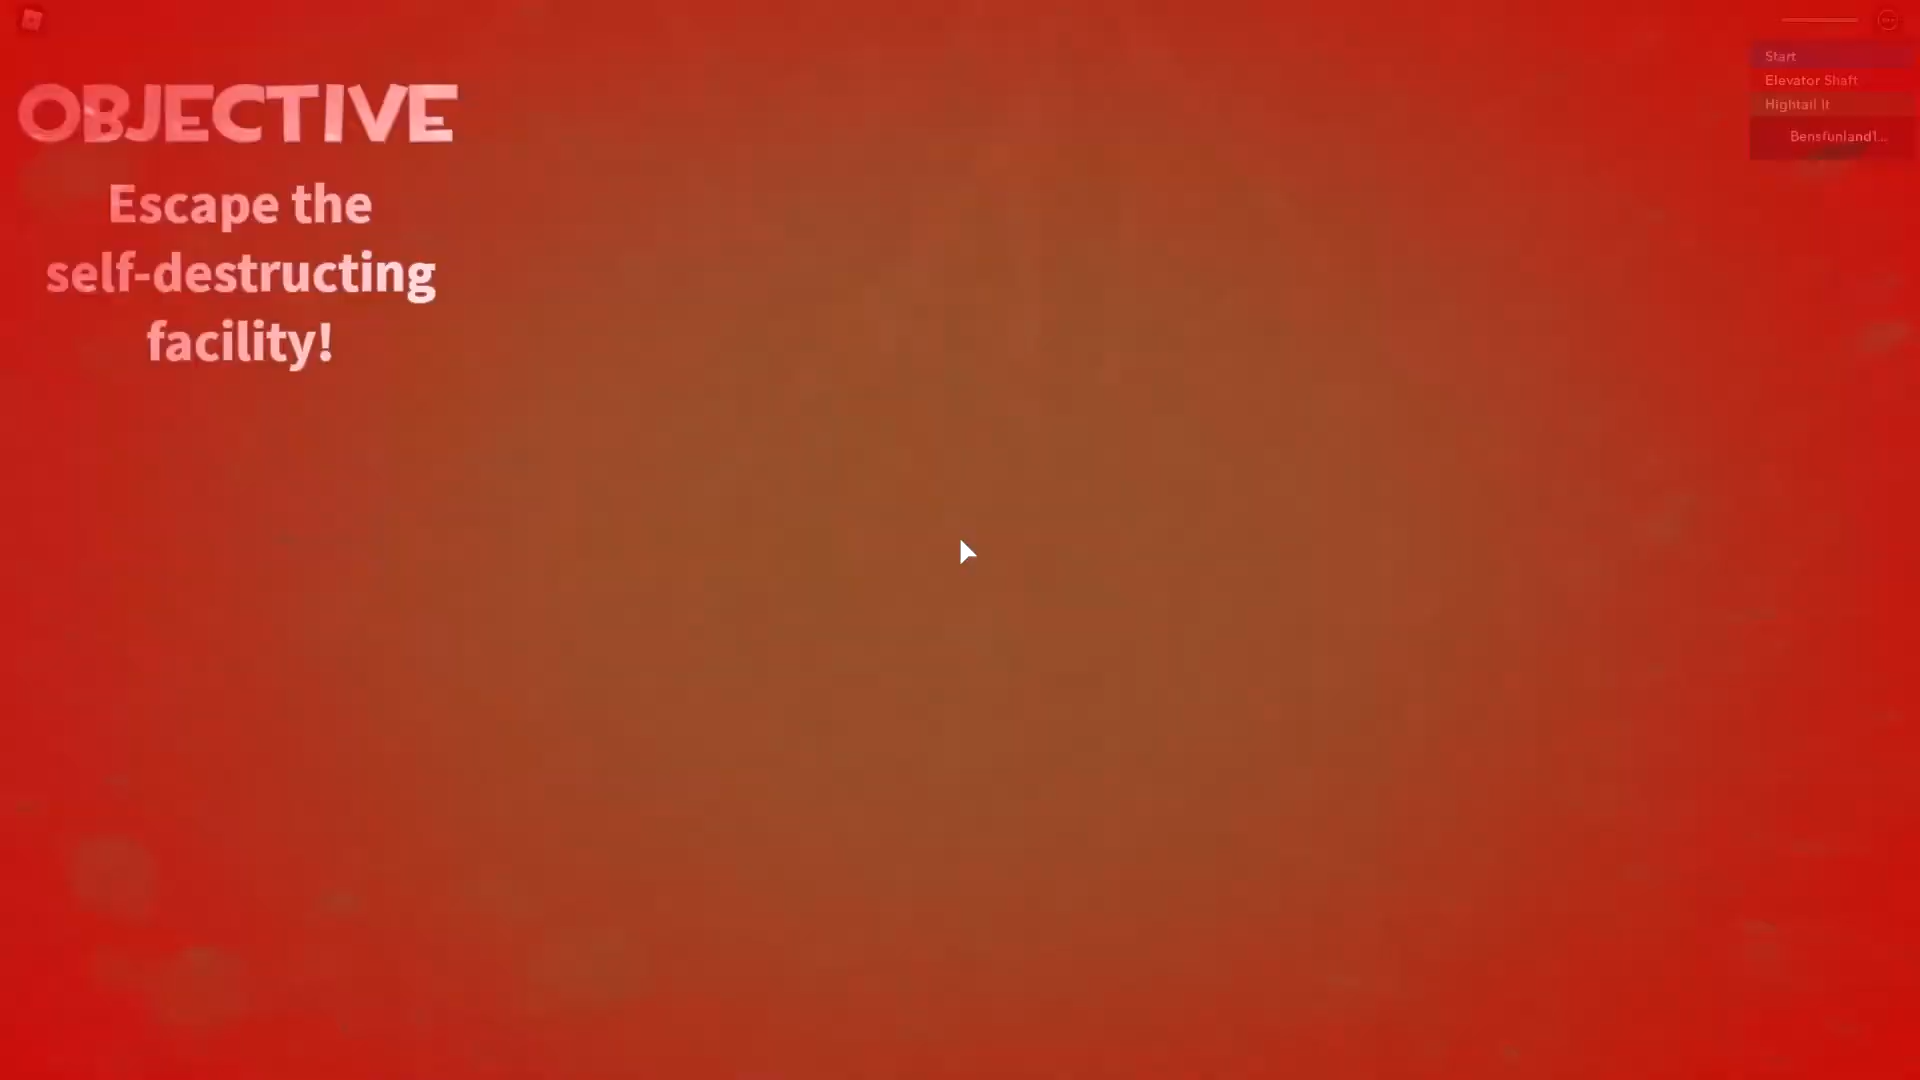 OBJECTIVE
Escape the
self-destructing
facility!
Start
Elevator Shaft
Hightail It
Bensfunland1...